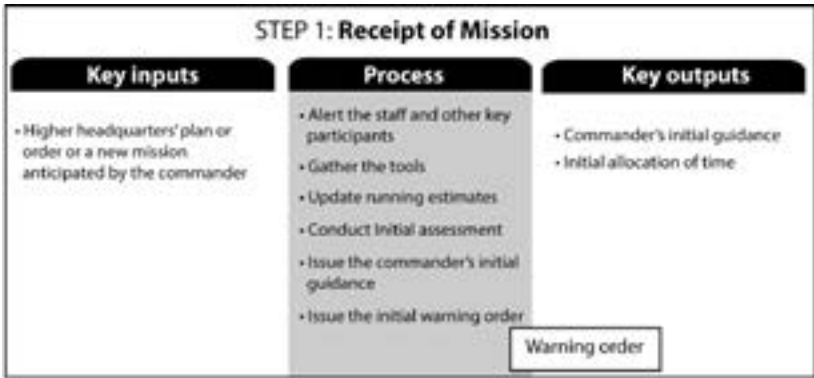 STEP 1: Receipt of Mission
Key inputs
• Higher headquarters' plan or
order or a new mission
anticipated by the commander
Process
• Alert the staff and other key
participants
• Gather the tools
• Update running estimates
• Conduct Initial assessment
• Issue the commander's initial
guidance
• Issue the initial warning order
Key outputs
• Commander's initial guidance
• Initial allocation of time
Warning order